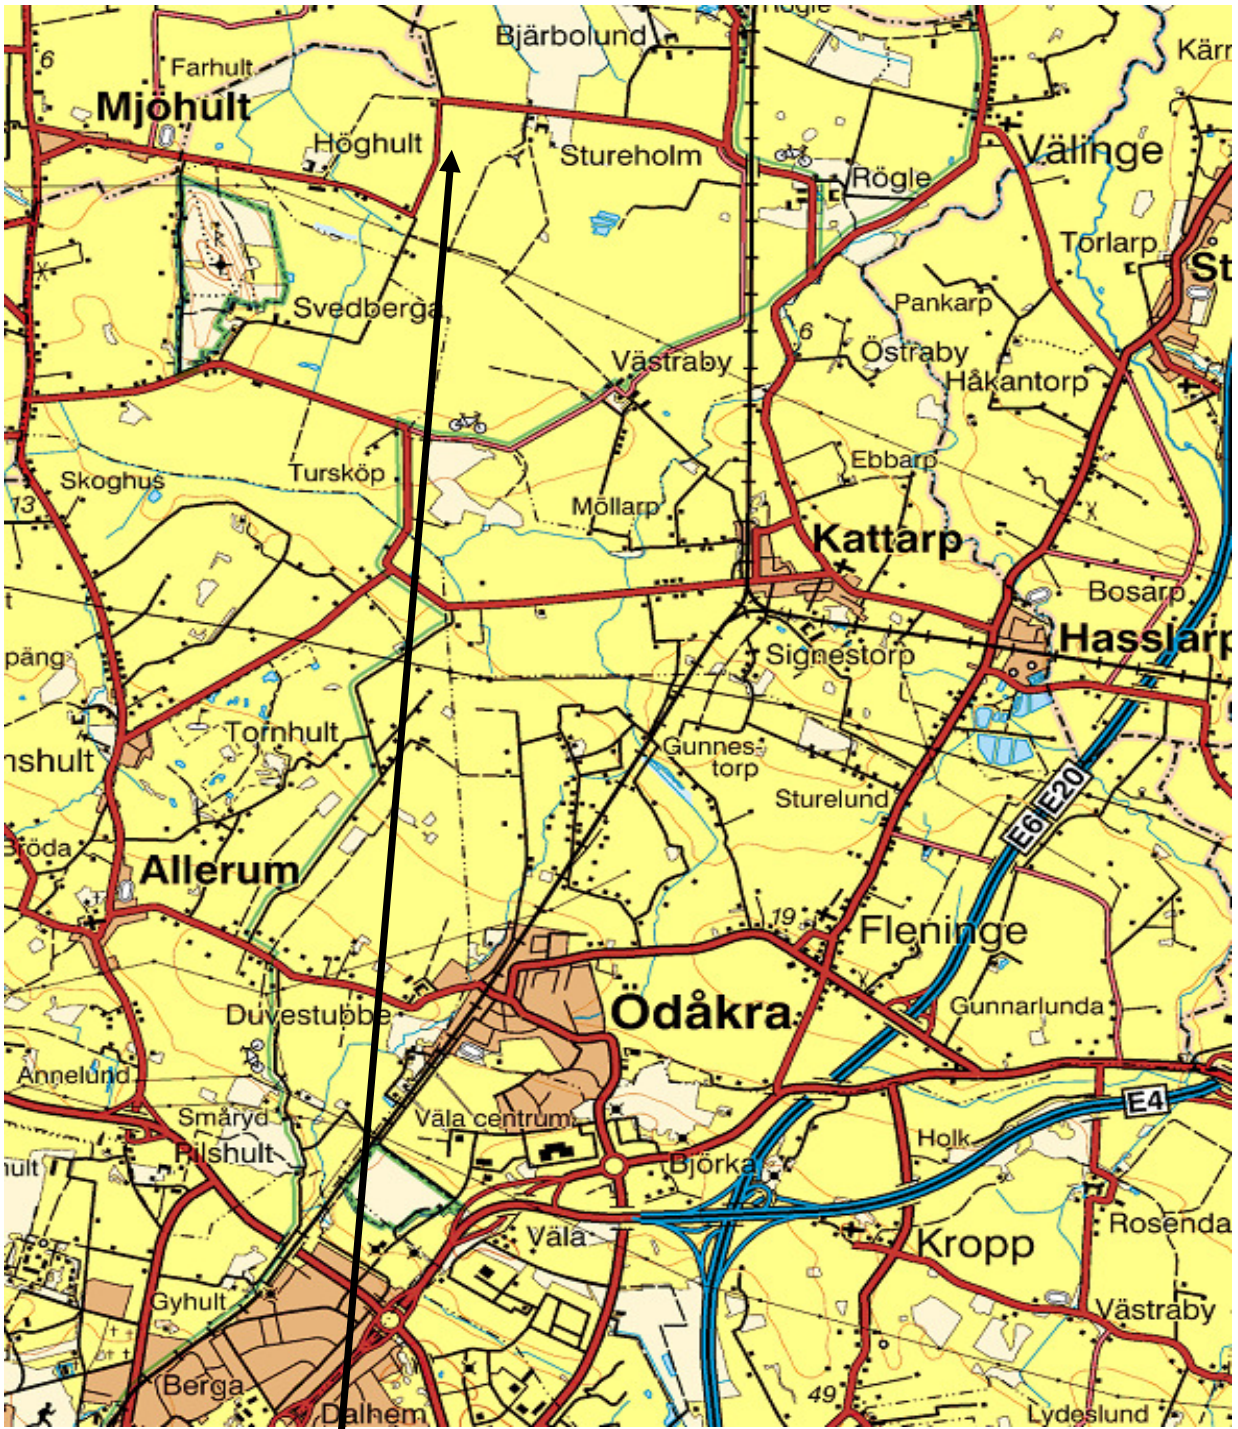 Rögle
Bjärbolund
6
Kärr
Farhult
Mjöhult
Höghult
Stureholm
Välinge
Rögle
Torlarp
St
Svedberga
Pankarp
6
Västraby
Östraby
Håkantorp
Skoghus
Tursköp
Ebbarp
13
Möllarp
Kattarp
Bosarp
t
Hasslarp
päng
Signestorp
Tornhult
Gunnes-
torp
nshult
Sturelund
E6 E20
Bröda
Allerum
19
Fleninge
Ödåkra
Gunnarlunda
Duvestubbe
Annelund
E4
Småryd
Väla centrum
Holk
Pilshult
Björka
hult
Rosenda
Väla
Kropp
Gyhult
Västraby
Berga
49
Dalhem
Lydeslund